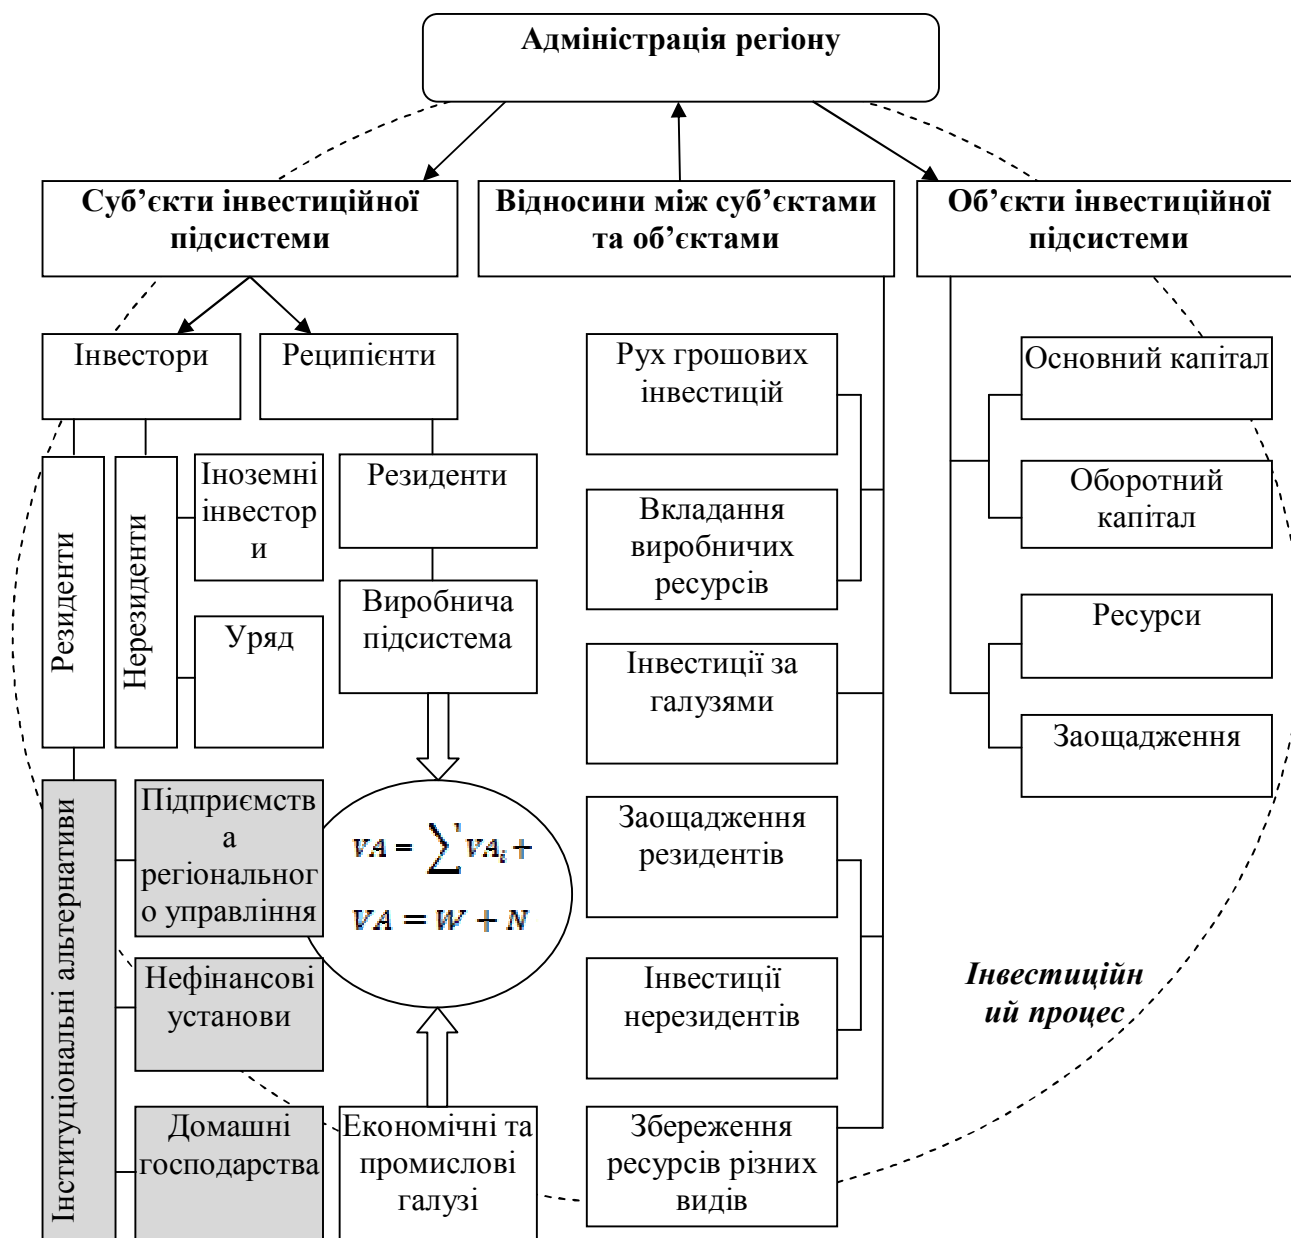 Адміністрація регіону
Суб’єкти інвестиційної
підсистеми
Відносини між суб’єктами
та об’єктами
Об’єкти інвестиційної
підсистеми
Інвестори
Реципієнти
Резиденти
Нерезиденти
Іноземні
інвестор
и
Уряд
Резиденти
Виробнича
підсистема
Інституціональні альтернативи
Підприємств
а
регіональног
о управління
Нефінансові
установи
Домашні
господарства
VA = ∑ VAᵢ +
VA = W + N
Економічні та
промислові
галузі
Рух грошових
інвестицій
Вкладання
виробничих
ресурсів
Інвестиції за
галузями
Заощадження
резидентів
Інвестиції
нерезидентів
Збереження
ресурсів різних
видів
Основний капітал
Оборотний
капітал
Ресурси
Заощадження
Інвестиційн
ий процес